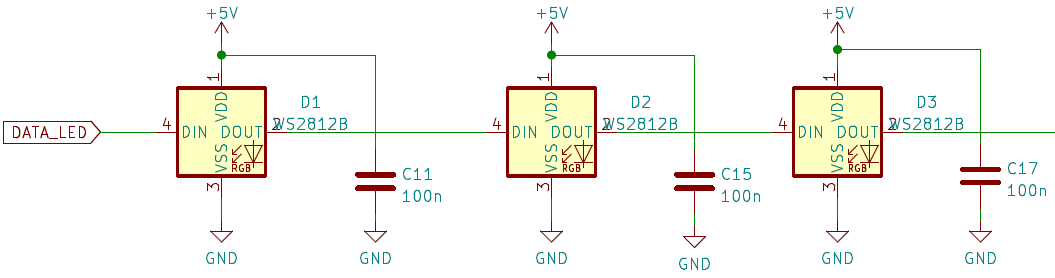 +5V +5V +5V
1 1 1
D1 D2 D3
VDD VDD VDD
WS2812B WS2812B WS2812B
DATA_LED 4 DIN DOUT 2 4 DIN DOUT 2 4 DIN DOUT 2
VSS VSS VSS
RGB RGB RGB
C11 C15 C17
3 3 3
100n 100n 100n
GND GND GND GND GND GND